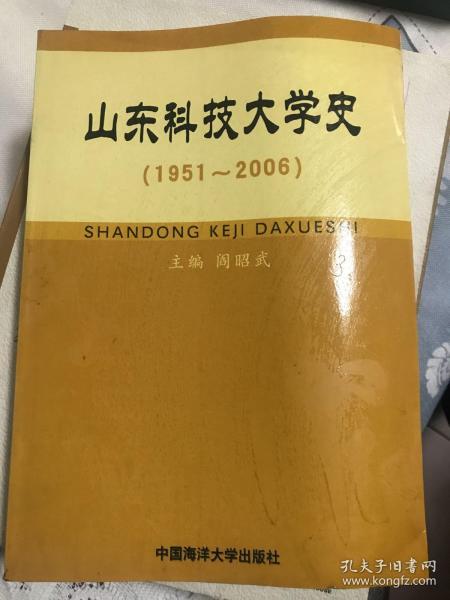 山东科技大学史
(1951～2006)
SHANDONG KEJI DAXUESHI
主编 阎昭武
3
中国海洋大学出版社
孔夫子旧书网
www.kongfz.com